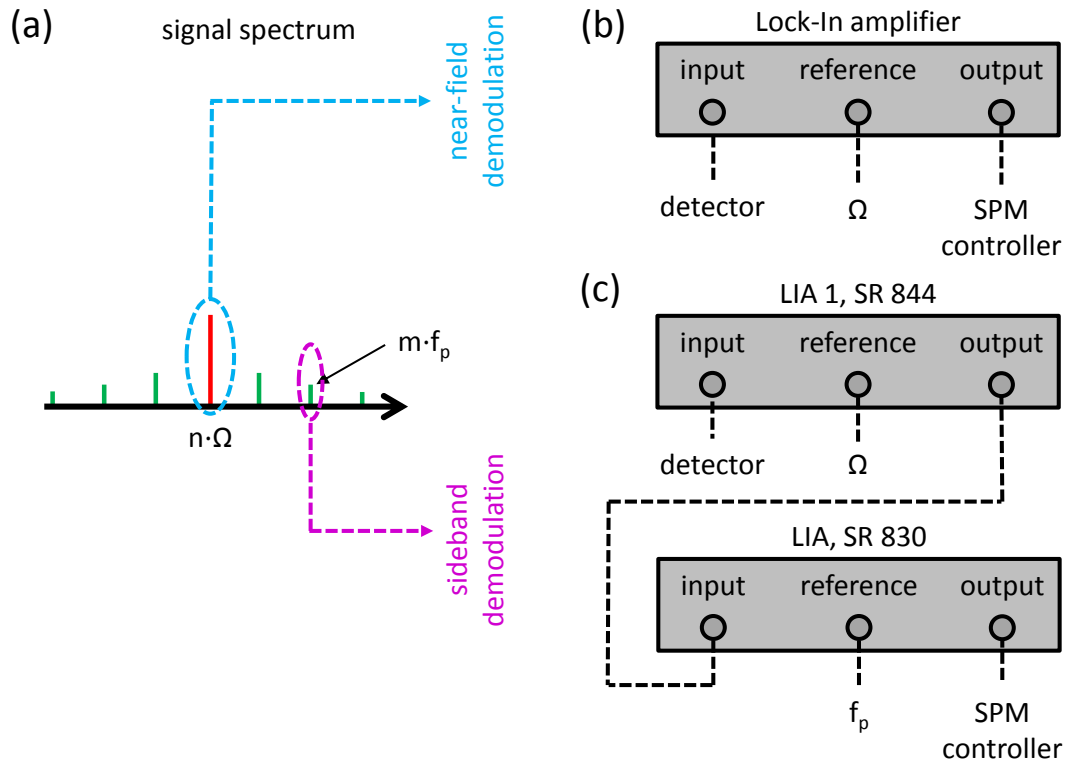 (a)
signal spectrum
near-field
demodulation
m·fₚ
n·Ω
sideband
demodulation
(b)
Lock-In amplifier
input reference output
detector Ω SPM
controller
(c)
LIA 1, SR 844
input reference output
detector Ω
LIA, SR 830
input reference output
fₚ SPM
controller